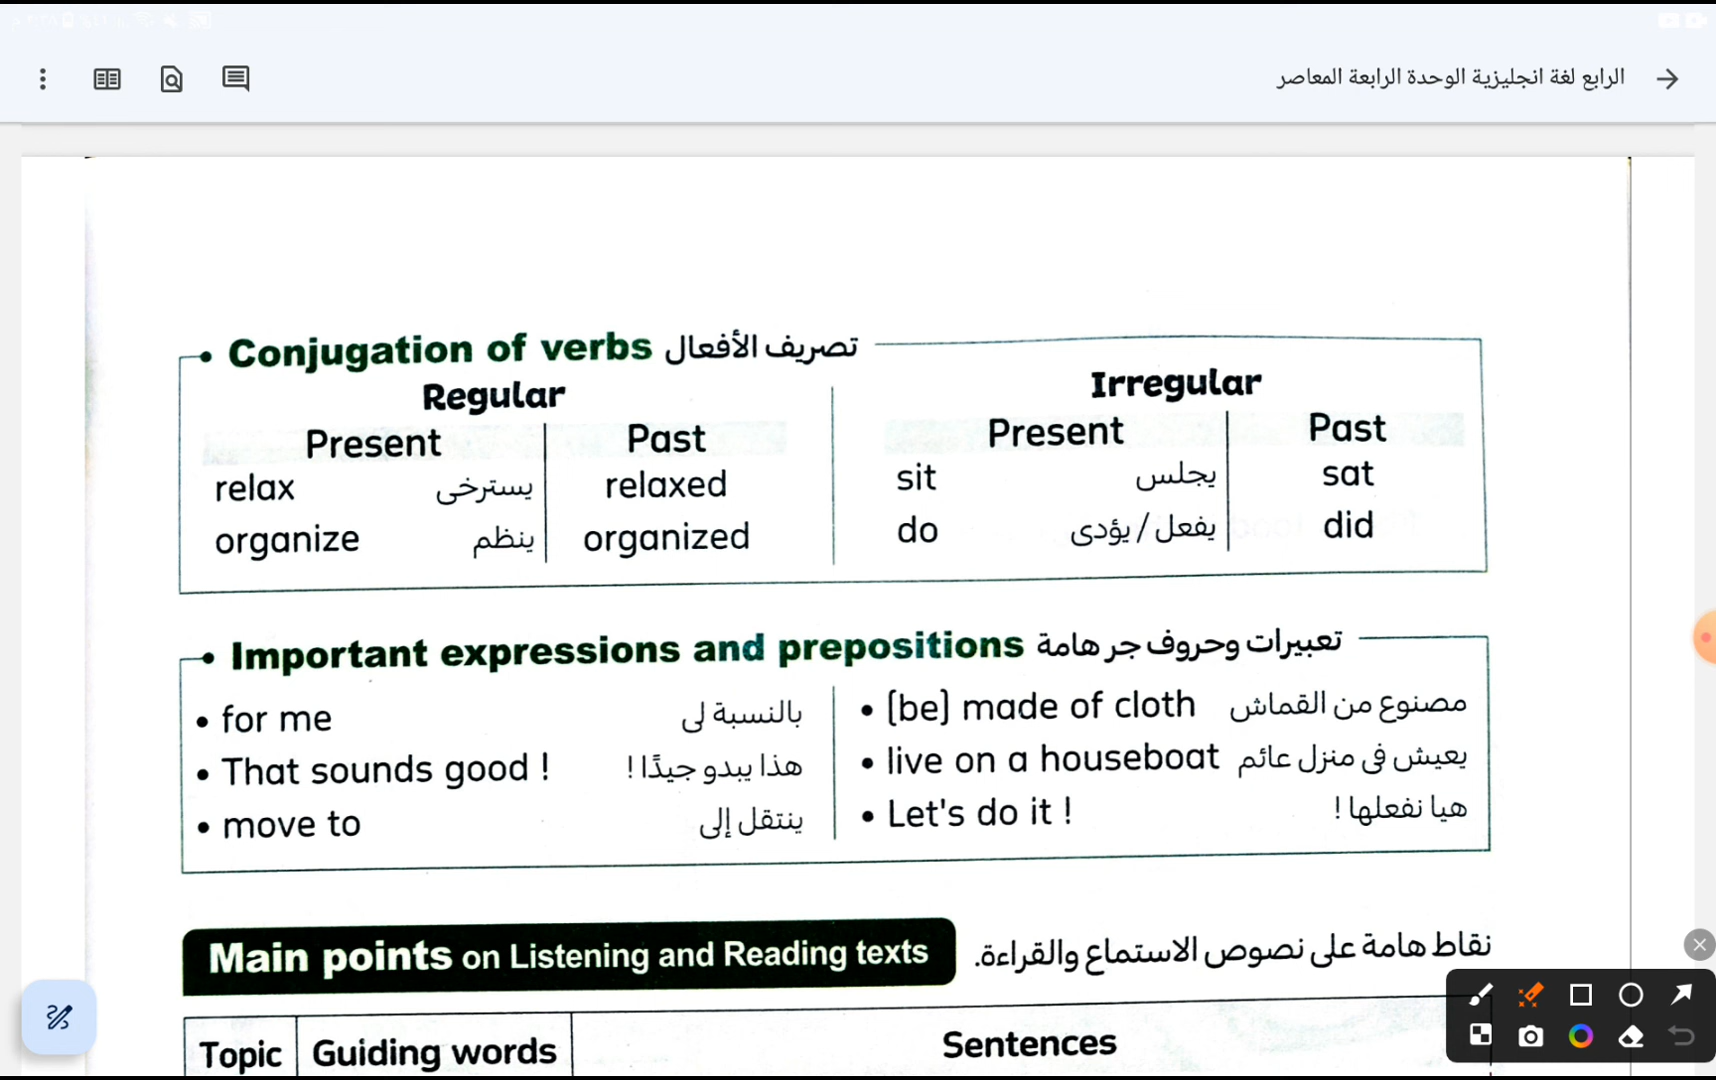 الرابع لغة انجليزية الوحدة الرابعة المعاصر
Conjugation of verbs تصريف الأفعال
Regular
Irregular
Present Past
Present Past
relax يسترخى relaxed
sit يجلس sat
organize ينظم organized
do يفعل / يؤدى did
Important expressions and prepositions تعبيرات وحروف جر هامة
• for me بالنسبة لى
• (be) made of cloth مصنوع من القماش
• That sounds good ! هذا يبدو جيدًا !
• live on a houseboat يعيش فى منزل عائم
• move to ينتقل إلى
• Let's do it ! هيا نفعلها !
Main points on Listening and Reading texts نقاط هامة على نصوص الاستماع والقراءة.
Topic Guiding words Sentences